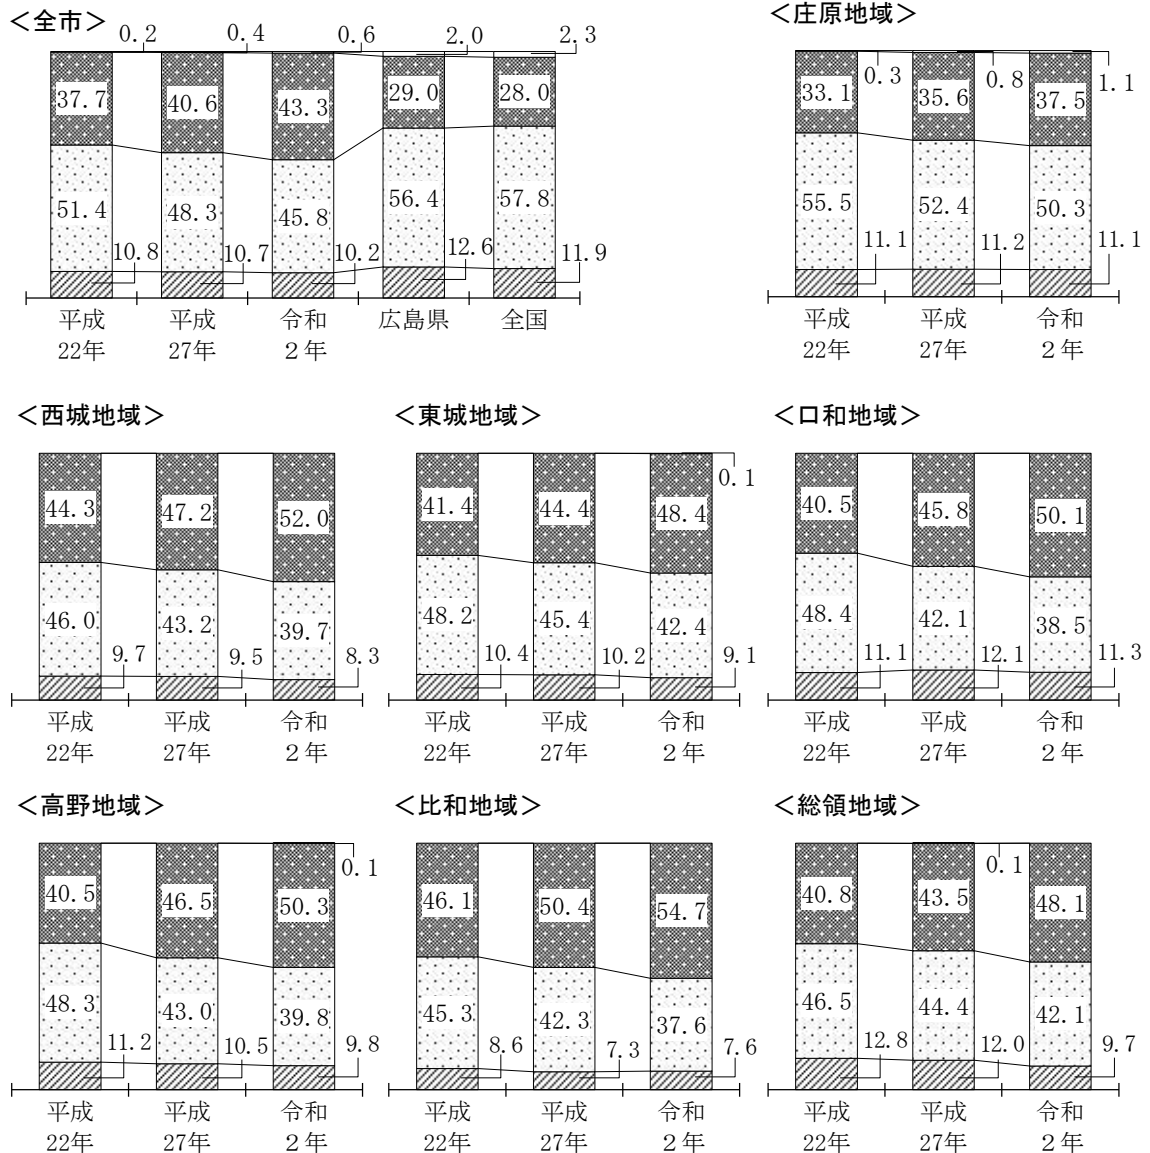 ＜全市＞
0.2 0.4 0.6 2.0 2.3
37.7 40.6 43.3 29.0 28.0
51.4 48.3 45.8 56.4 57.8
10.8 10.7 10.2 12.6 11.9
平成 平成 令和 広島県 全国
22年 27年 ２年
＜庄原地域＞
0.3 0.8 1.1
33.1 35.6 37.5
55.5 52.4 50.3
11.1 11.2 11.1
平成 平成 令和
22年 27年 ２年
＜西城地域＞
44.3 47.2 52.0
46.0 43.2 39.7
9.7 9.5 8.3
平成 平成 令和
22年 27年 ２年
＜東城地域＞
0.1
41.4 44.4 48.4
48.2 45.4 42.4
10.4 10.2 9.1
平成 平成 令和
22年 27年 ２年
＜口和地域＞
40.5 45.8 50.1
48.4 42.1 38.5
11.1 12.1 11.3
平成 平成 令和
22年 27年 ２年
＜高野地域＞
0.1
40.5 46.5 50.3
48.3 43.0 39.8
11.2 10.5 9.8
平成 平成 令和
22年 27年 ２年
＜比和地域＞
46.1 50.4 54.7
45.3 42.3 37.6
8.6 7.3 7.6
平成 平成 令和
22年 27年 ２年
＜総領地域＞
0.1
40.8 43.5 48.1
46.5 44.4 42.1
12.8 12.0 9.7
平成 平成 令和
22年 27年 ２年